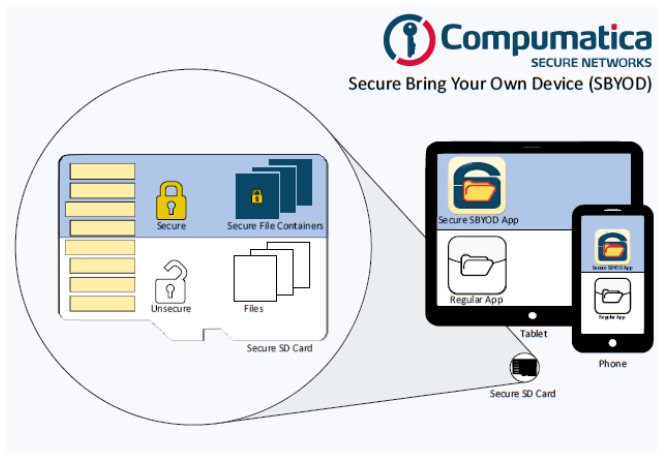 Compumatica
SECURE NETWORKS
Secure Bring Your Own Device (SBYOD)
Secure
Secure File Containers
Unsecure
Files
Secure SD Card
Secure SBYOD App
Regular App
Tablet
Secure SBYOD App
Regular App
Phone
Secure SD Card